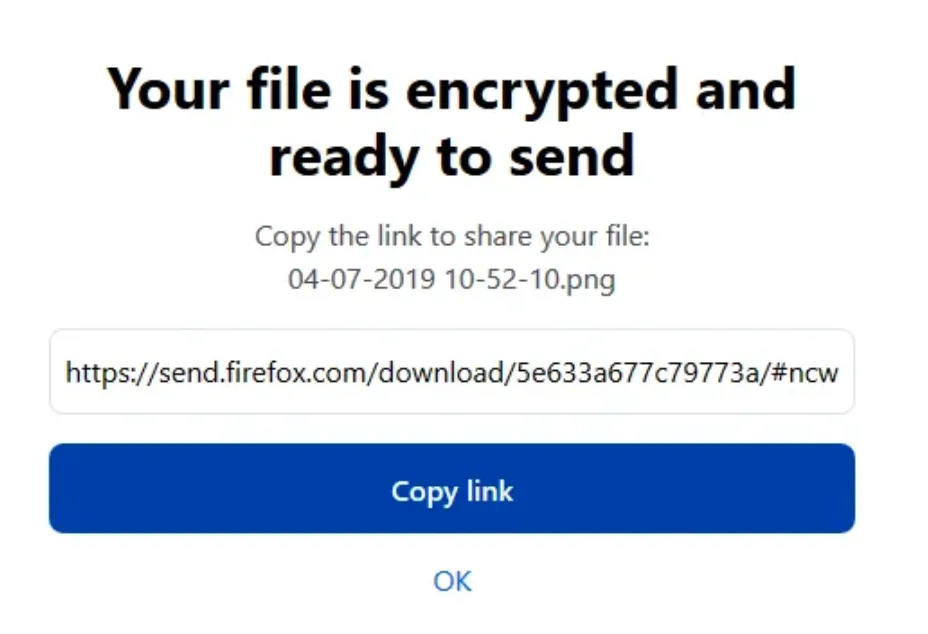 Your file is encrypted and
ready to send
Copy the link to share your file:
04-07-2019 10-52-10.png
https://send.firefox.com/download/5e633a677c79773a/#ncw
Copy link
OK